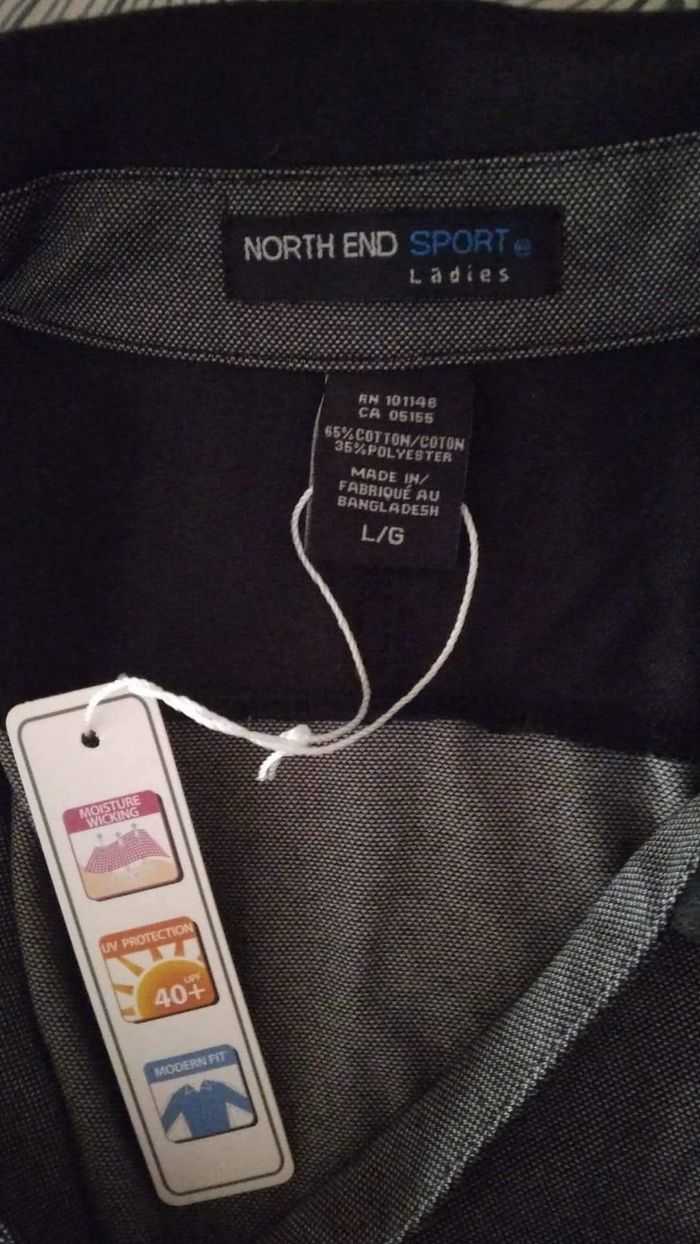 NORTH END SPORT
Ladies
RN 101148
CA 05155
65%COTTON/COTON
35%POLYESTER
MADE IN/
FABRIQUÉ AU
BANGLADESH
L/G
MOISTURE
WICKING
UV PROTECTION
UPF
40+
MODERN FIT